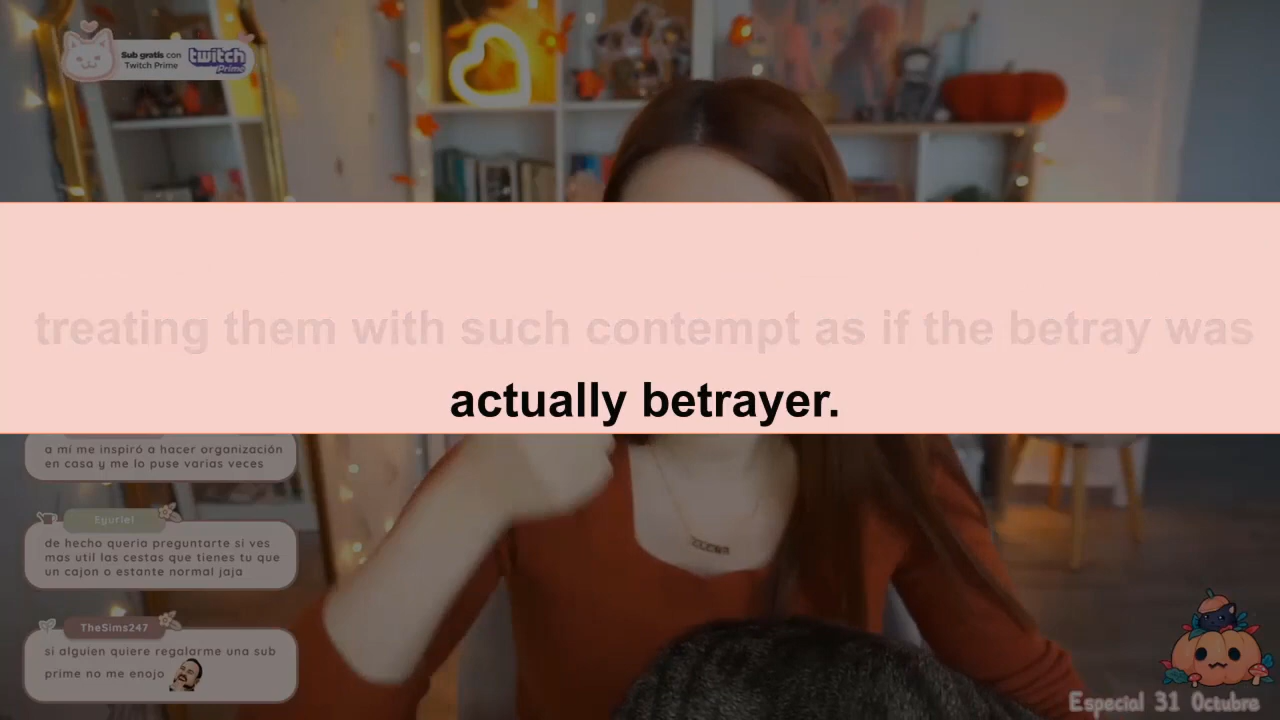 Sub gratis con
Twitch Prime
twitch
Prime
treating them with such contempt as if the betray was
actually betrayer.
a mí me inspiró a hacer organización
en casa y me lo puse varias veces
Eyuriel
de hecho queria preguntarte si ves
mas util las cestas que tienes tu que
un cajon o estante normal jaja
TheSims247
si alguien quiere regalarme una sub
prime no me enojo
Especial 31 Octubre